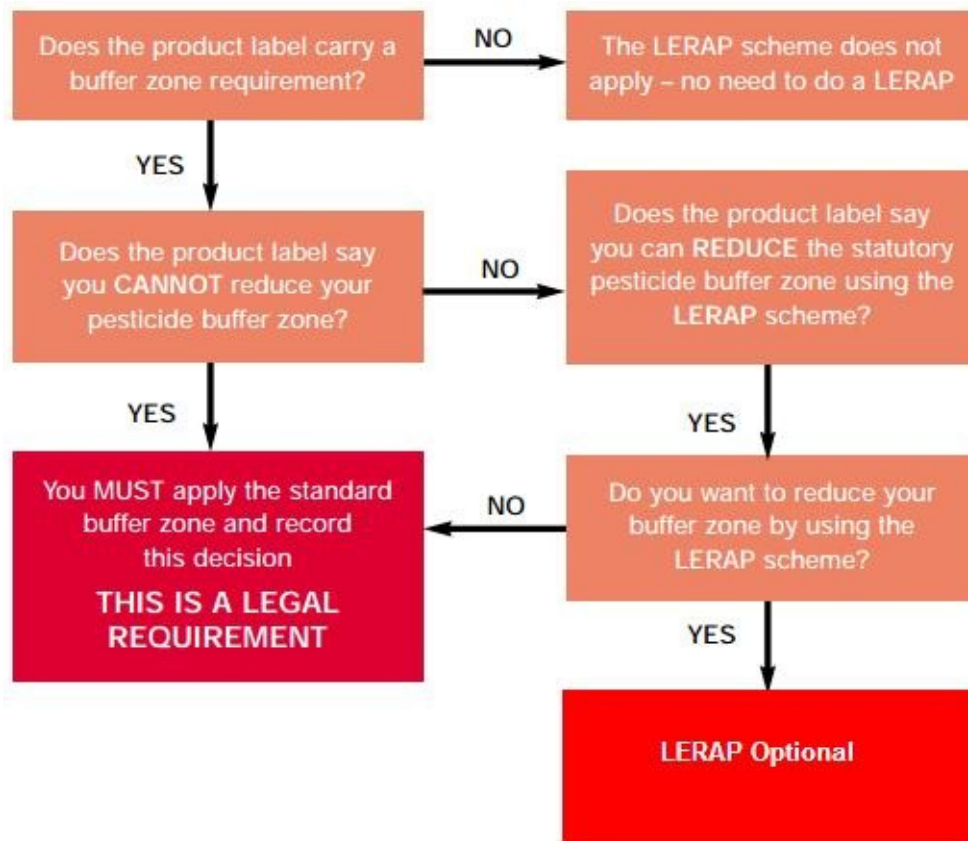 Does the product label carry a
buffer zone requirement?
NO
The LERAP scheme does not
apply – no need to do a LERAP
YES
Does the product label say
you CANNOT reduce your
pesticide buffer zone?
NO
Does the product label say
you can REDUCE the statutory
pesticide buffer zone using the
LERAP scheme?
YES
YES
You MUST apply the standard
buffer zone and record
this decision
THIS IS A LEGAL
REQUIREMENT
NO
Do you want to reduce your
buffer zone by using the
LERAP scheme?
YES
LERAP Optional